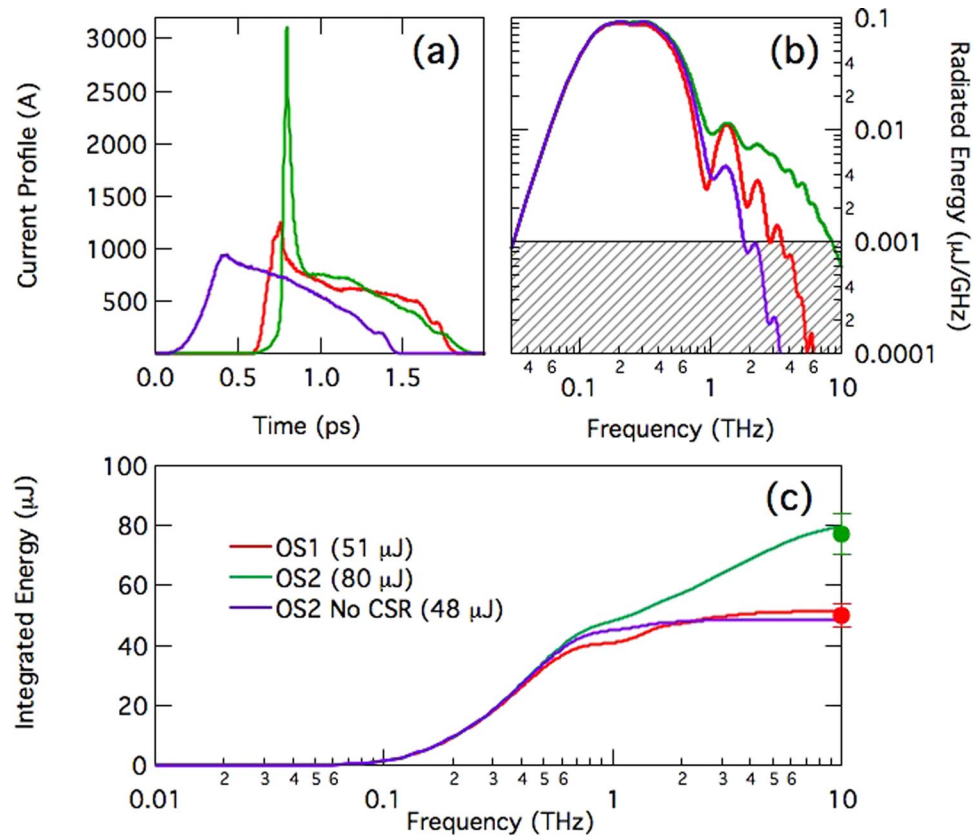 (a)
3000
2500
2000
1500
1000
500
Current Profile (A)
0.0 0.5 1.0 1.5
Time (ps)
(b)
0.1
4
2
0.01
4
2
0.001
4
2
0.0001
Radiated Energy (µJ/GHz)
4 6 2 4 6 2 4 6
0.1 1 10
Frequency (THz)
(c)
100
80
60
40
20
0
Integrated Energy (µJ)
OS1 (51 µJ)
OS2 (80 µJ)
OS2 No CSR (48 µJ)
2 3 4 5 6 2 3 4 5 6 2 3 4 5 6
0.01 0.1 1 10
Frequency (THz)